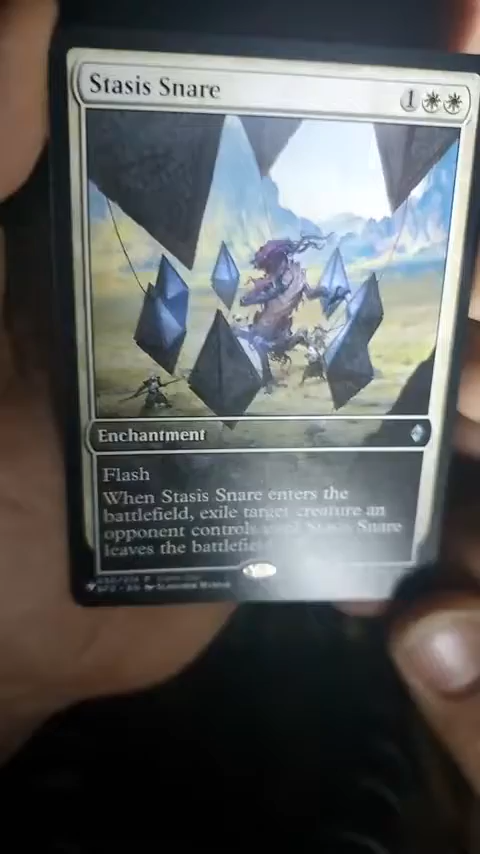 Stasis Snare
1
Enchantment
Flash
When Stasis Snare enters the
battlefield, exile target creature an
opponent controls until Stasis Snare
leaves the battlefield